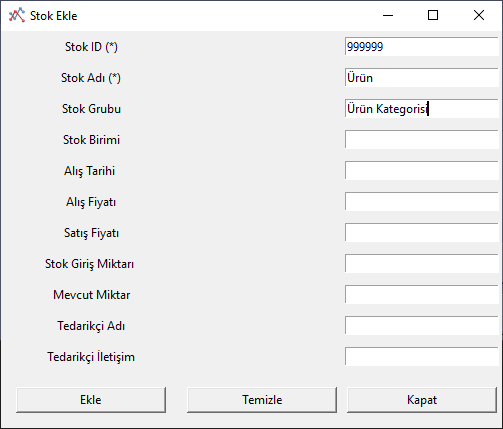 Stok Ekle
Stok ID (*) 999999
Stok Adı (*) Ürün
Stok Grubu Ürün Kategorisi
Stok Birimi
Alış Tarihi
Alış Fiyatı
Satış Fiyatı
Stok Giriş Miktarı
Mevcut Miktar
Tedarikçi Adı
Tedarikçi İletişim
Ekle Temizle Kapat